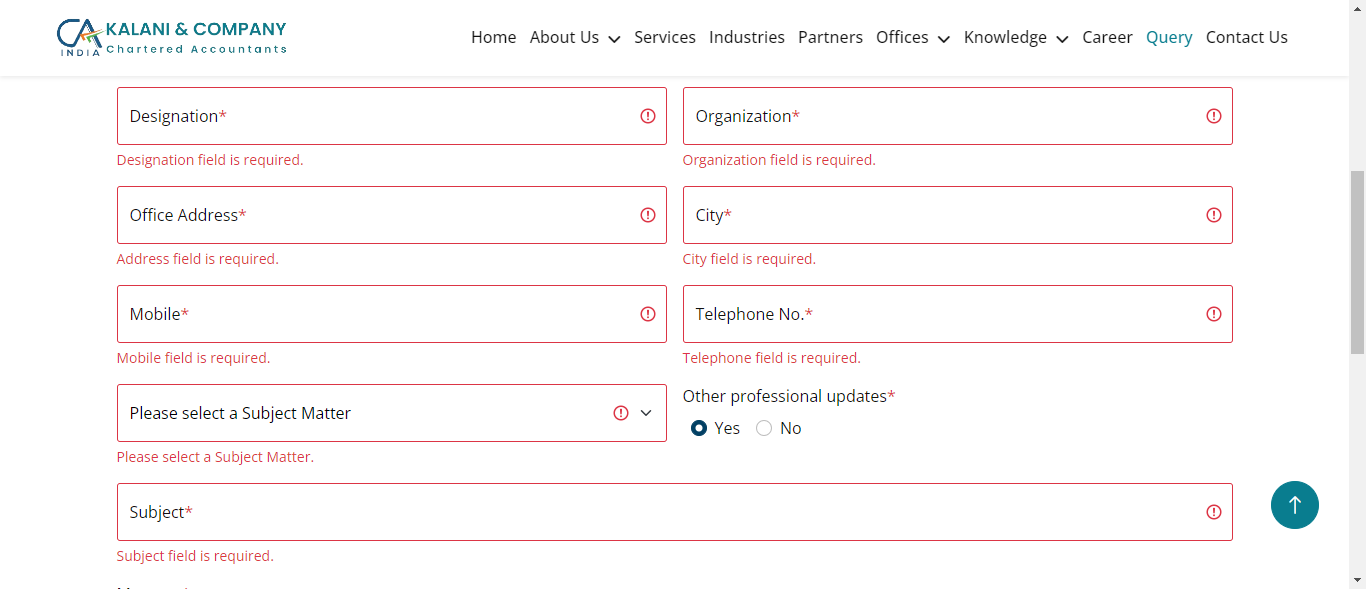 CA INDIA
KALANI & COMPANY
Chartered Accountants
Home About Us Services Industries Partners Offices Knowledge Career Query Contact Us
Designation* Organization*
Designation field is required. Organization field is required.
Office Address* City*
Address field is required. City field is required.
Mobile* Telephone No.*
Mobile field is required. Telephone field is required.
Please select a Subject Matter
Other professional updates*
Yes No
Please select a Subject Matter.
Subject*
Subject field is required.